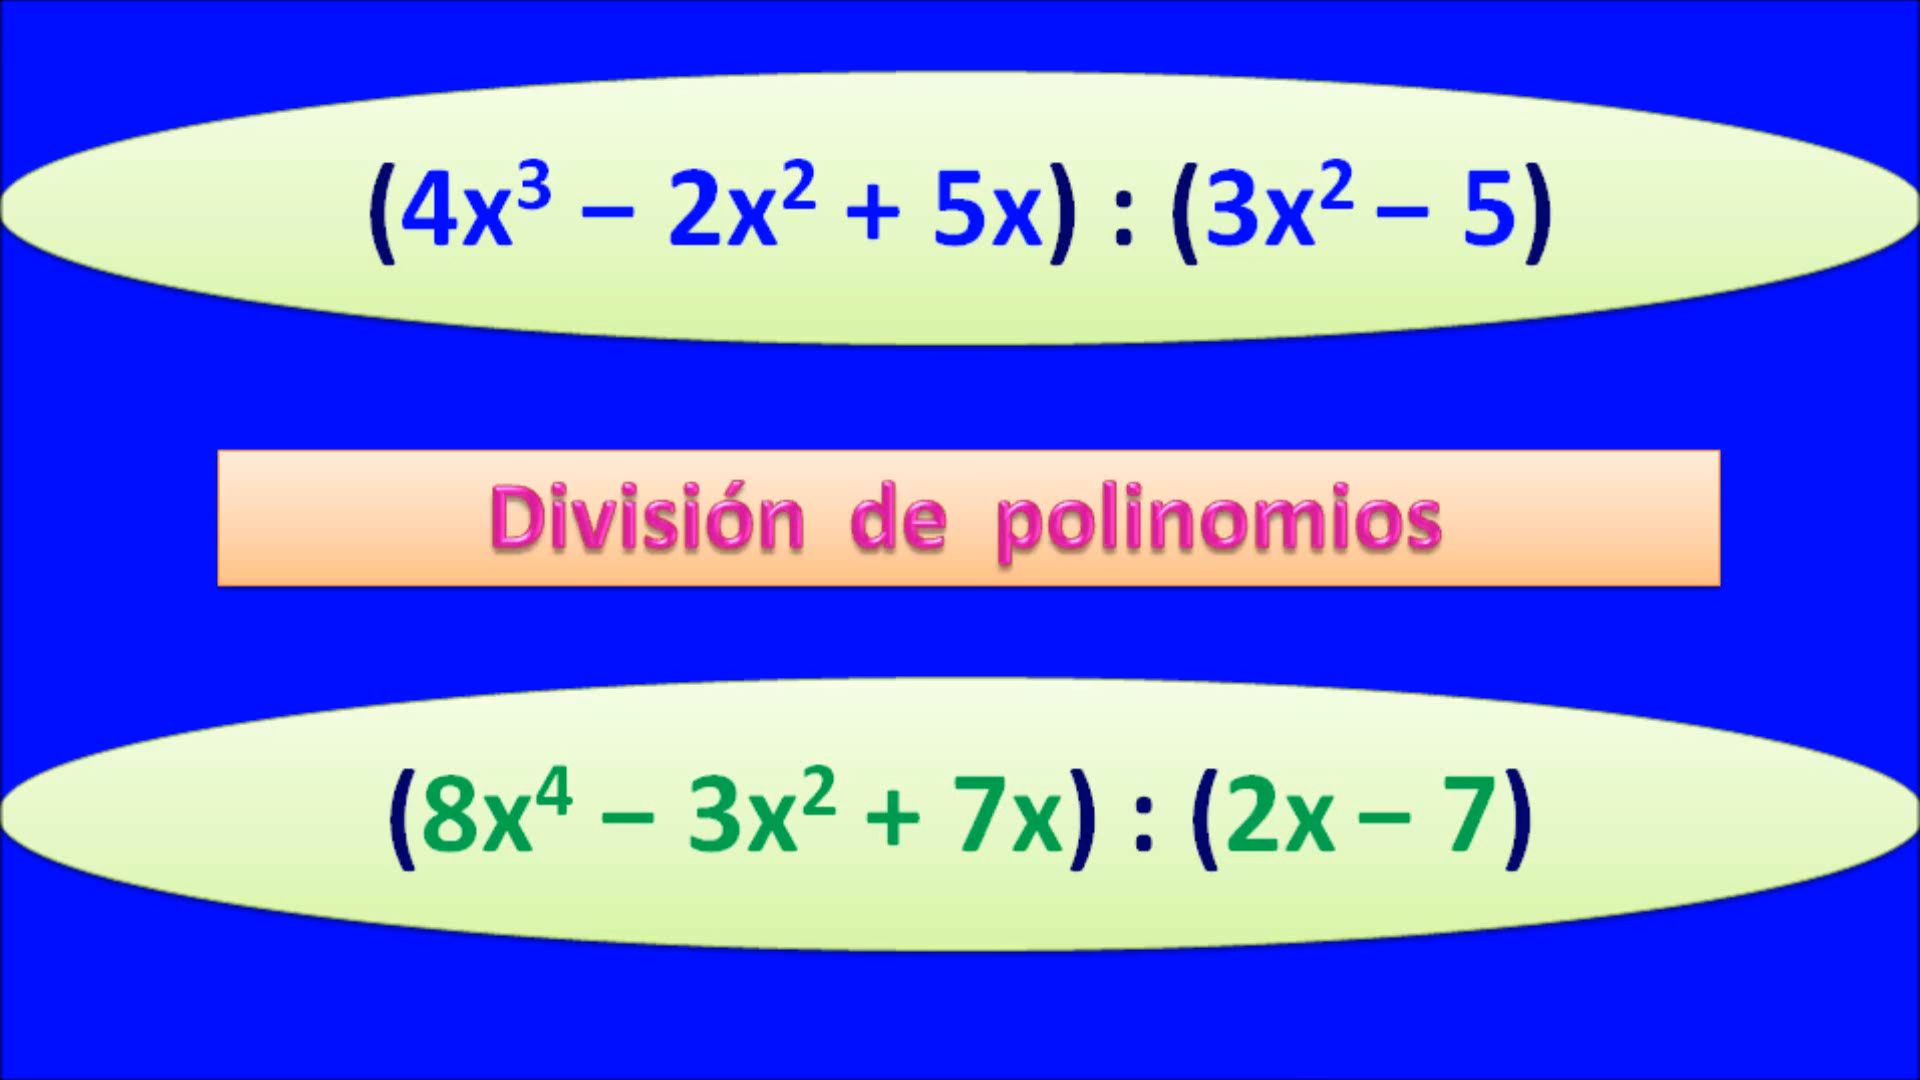 (4x³ – 2x² + 5x) : (3x² – 5)
División de polinomios
(8x⁴ – 3x² + 7x) : (2x – 7)